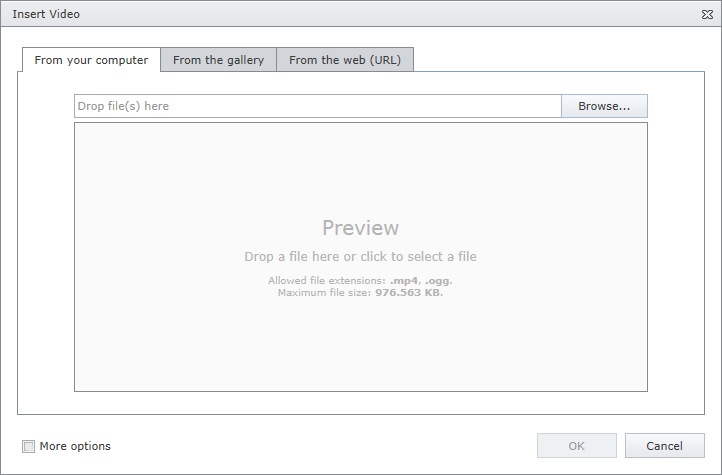 Insert Video
From your computer
From the gallery
From the web (URL)
Drop file(s) here
Browse...
Preview
Drop a file here or click to select a file
Allowed file extensions: .mp4, .ogg.
Maximum file size: 976.563 KB.
More options
OK
Cancel